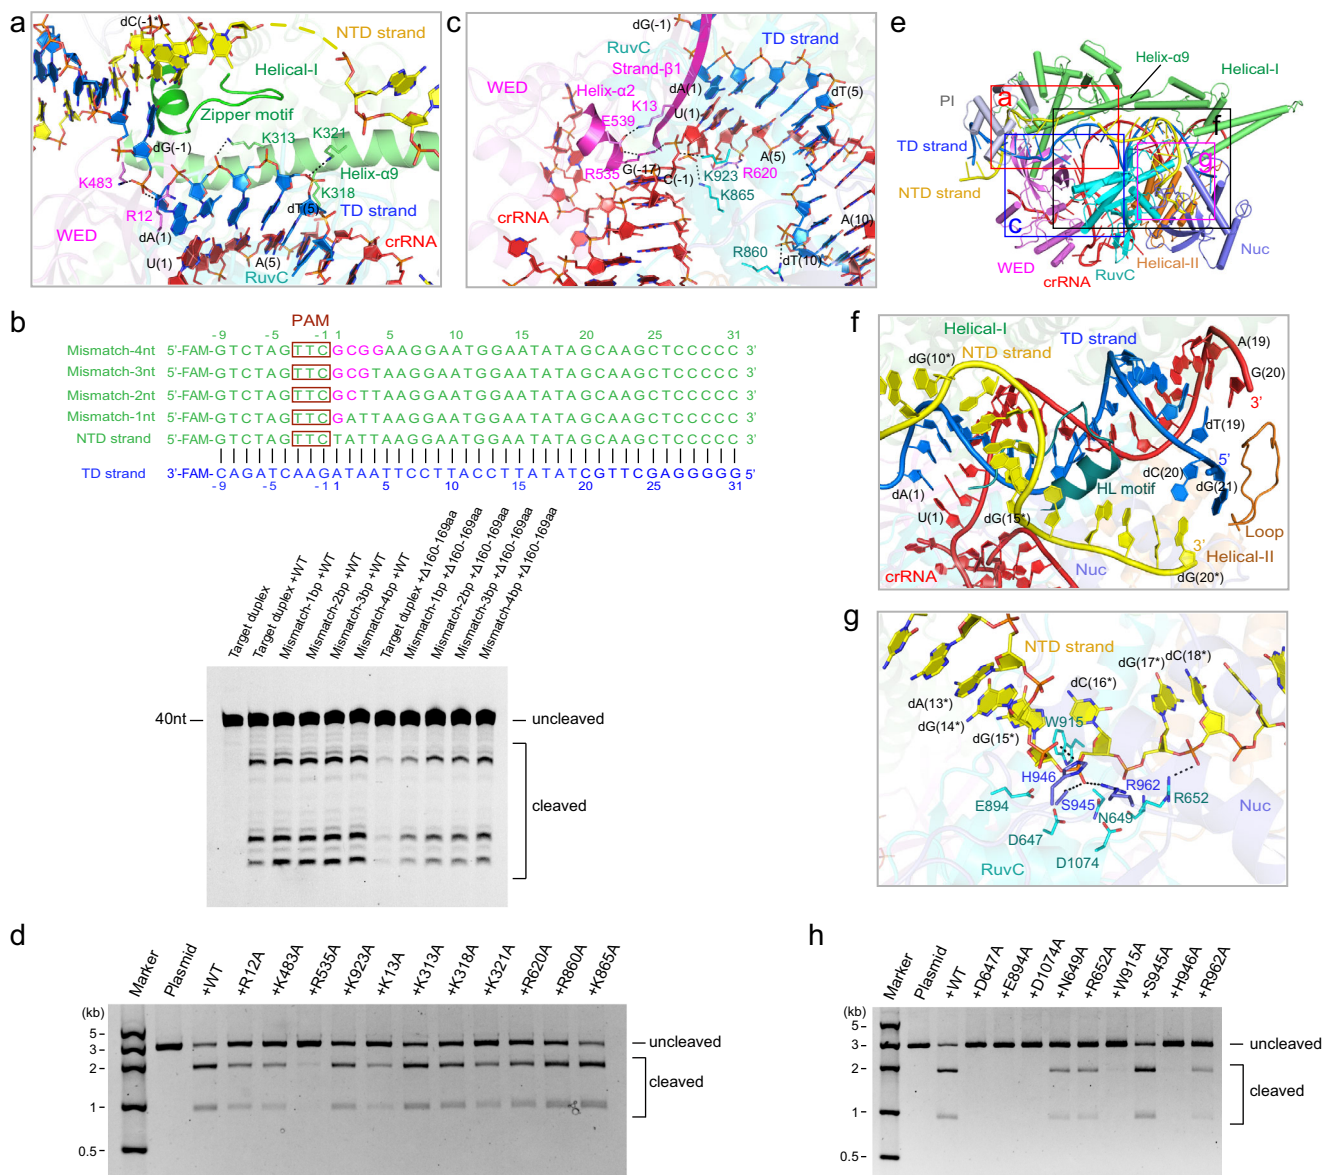 a
dC(-1*)
NTD strand
Helical-I
Zipper motif
K313
K321
dG(-1)
K483
Helix-α9
K318
R12
dT(5)
TD strand
WED
dA(1)
crRNA
U(1)
A(5)
RuvC
c
dG(-1)
RuvC
TD strand
Strand-β1
WED
Helix-α2
dA(1)
dT(5)
K13
U(1)
E539
A(5)
R535
G(-17)
K923
R620
C(-1)
K865
crRNA
A(10)
R860
dT(10)
e
Helix-α9
Helical-I
PI
a
f
TD strand
g
NTD strand
c
Nuc
WED
Helical-II
RuvC
crRNA
b
PAM
-9 -5 -1 1 5 10 15 20 25 31
Mismatch-4nt 5'-FAM-GTCTAGTTCGCGGAAGGAATGGAATATAGCAAGCTCCCCC 3'
Mismatch-3nt 5'-FAM-GTCTAGTTCGCGTAAGGAATGGAATATAGCAAGCTCCCCC 3'
Mismatch-2nt 5'-FAM-GTCTAGTTCGCTTAAGGAATGGAATATAGCAAGCTCCCCC 3'
Mismatch-1nt 5'-FAM-GTCTAGTTCGATTAAGGAATGGAATATAGCAAGCTCCCCC 3'
NTD strand 5'-FAM-GTCTAGTTCTATTAAGGAATGGAATATAGCAAGCTCCCCC 3'
TD strand 3'-FAM-CAGATCAAGATAATTCCTTACCTTATATCGTTCGAGGGGG 5'
-9 -5 -1 1 5 10 15 20 25 31
Target duplex
Target duplex +WT
Mismatch-1bp +WT
Mismatch-2bp +WT
Mismatch-3bp +WT
Mismatch-4bp +WT
Target duplex +Δ160-169aa
Mismatch-1bp +Δ160-169aa
Mismatch-2bp +Δ160-169aa
Mismatch-3bp +Δ160-169aa
Mismatch-4bp +Δ160-169aa
40nt
uncleaved
cleaved
f
Helical-I
TD strand
NTD strand
dG(10*)
A(19)
G(20)
3'
dT(19)
5'
dC(20)
dG(21)
dA(1)
HL motif
U(1)
dG(15*)
Loop
3'
Helical-II
Nuc
crRNA
dG(20*)
g
NTD strand
dG(17*)
dC(18*)
dC(16*)
dA(13*)
dG(14*)
W915
dG(15*)
H946
R962
R652
E894
S945
N649
Nuc
D647
D1074
RuvC
d
Marker
Plasmid
+WT
+R12A
+K483A
+R535A
+K923A
+K13A
+K313A
+K318A
+K321A
+R620A
+R860A
+K865A
(kb)
5
3
2
1
0.5
uncleaved
cleaved
h
Marker
Plasmid
+WT
+D647A
+E894A
+D1074A
+N649A
+R652A
+W915A
+S945A
+H946A
+R962A
(kb)
5
3
2
1
0.5
uncleaved
cleaved